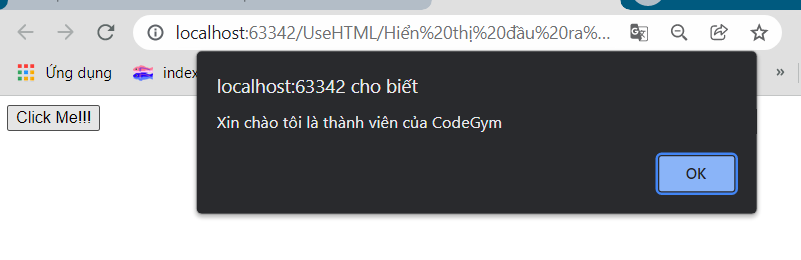 localhost:63342/UseHTML/Hiển%20thị%20đầu%20ra%...
Ứng dụng
index
»
Click Me!!!
localhost:63342 cho biết
Xin chào tôi là thành viên của CodeGym
OK